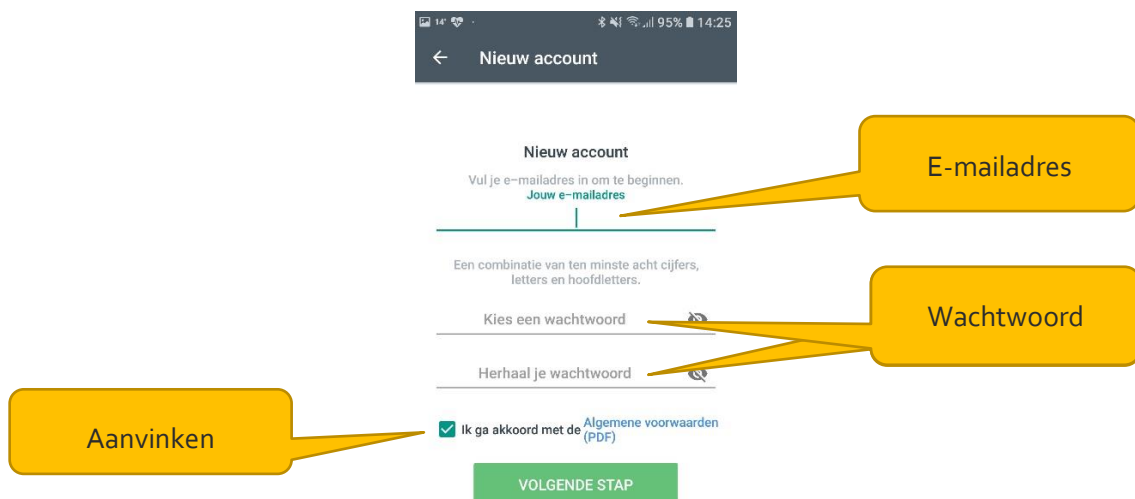 14° 95% 14:25
Nieuw account
Nieuw account
Vul je e-mailadres in om te beginnen.
Jouw e-mailadres
E-mailadres
Een combinatie van ten minste acht cijfers,
letters en hoofdletters.
Kies een wachtwoord
Wachtwoord
Herhaal je wachtwoord
Aanvinken
Ik ga akkoord met de Algemene voorwaarden
(PDF)
VOLGENDE STAP